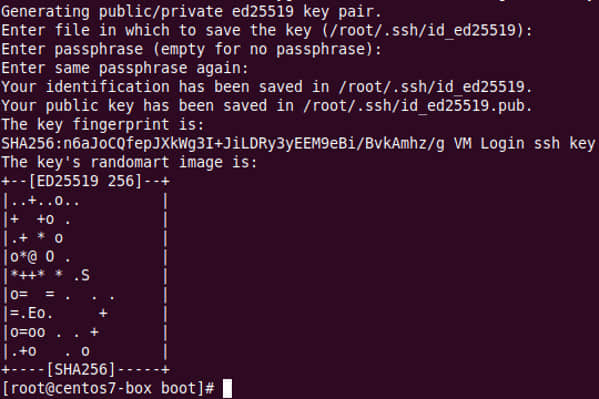 Generating public/private ed25519 key pair.
Enter file in which to save the key (/root/.ssh/id_ed25519):
Enter passphrase (empty for no passphrase):
Enter same passphrase again:
Your identification has been saved in /root/.ssh/id_ed25519.
Your public key has been saved in /root/.ssh/id_ed25519.pub.
The key fingerprint is:
SHA256:n6aJoCQfepJXkWg3I+JiLDRy3yEEM9eBi/BvkAmhz/g VM Login ssh key
The key's randomart image is:
+--[ED25519 256]--+
|..+..o..         |
|+  +o .          |
|.+ * o           |
|o*@ O .          |
|*++* * .S        |
|o=  = .  . .     |
|=.Eo.     +      |
|o=oo . . +       |
|.+o   . o        |
+----[SHA256]-----+
[root@centos7-box boot]#